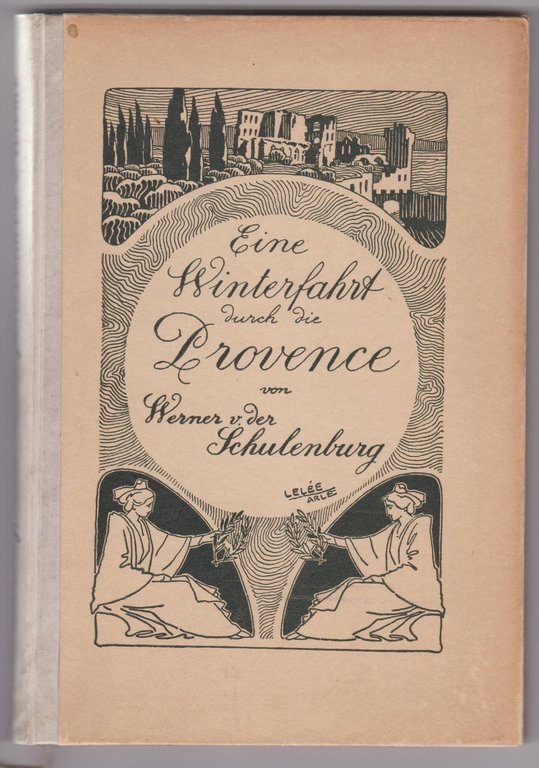 Eine
Winterfahrt
durch die
Provence
von
Werner v. der
Schulenburg
LELÉE
ARLE